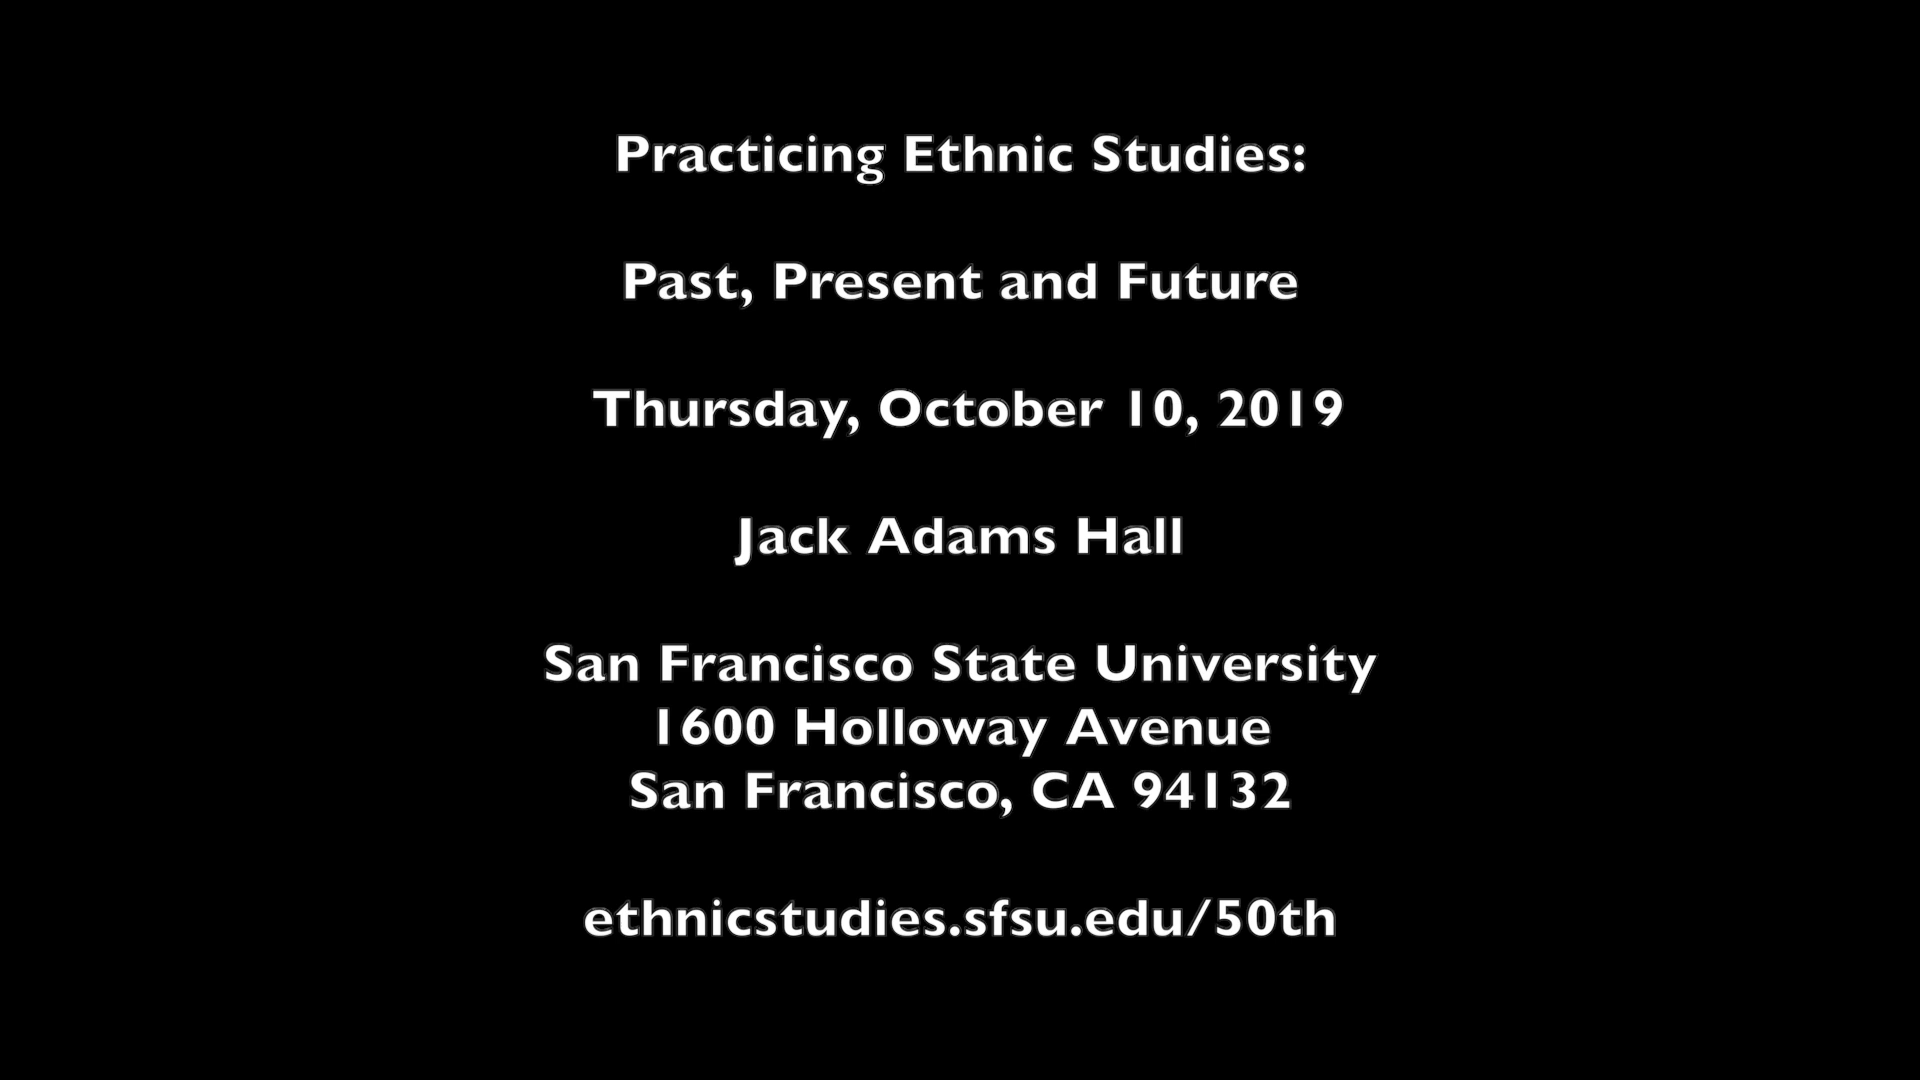 Practicing Ethnic Studies:
Past, Present and Future
Thursday, October 10, 2019
Jack Adams Hall
San Francisco State University
1600 Holloway Avenue
San Francisco, CA 94132
ethnicstudies.sfsu.edu/50th